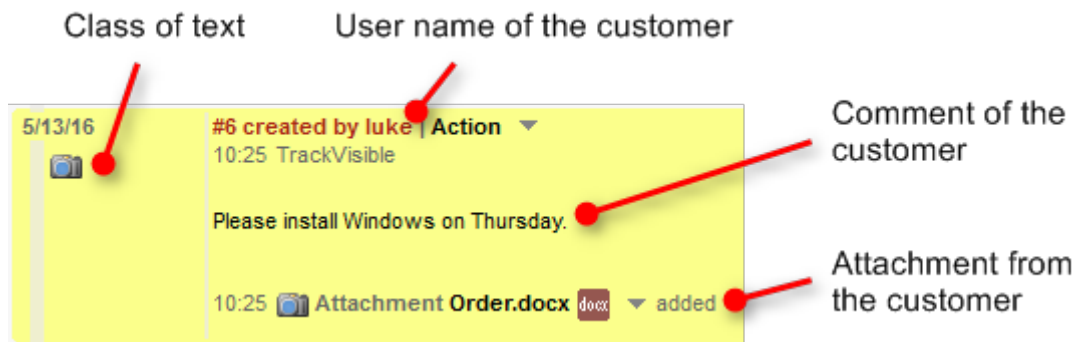 Class of text
User name of the customer
5/13/16
#6 created by luke | Action
10:25 TrackVisible
Comment of the
customer
Please install Windows on Thursday.
Attachment from
the customer
10:25 Attachment Order.docx docx added